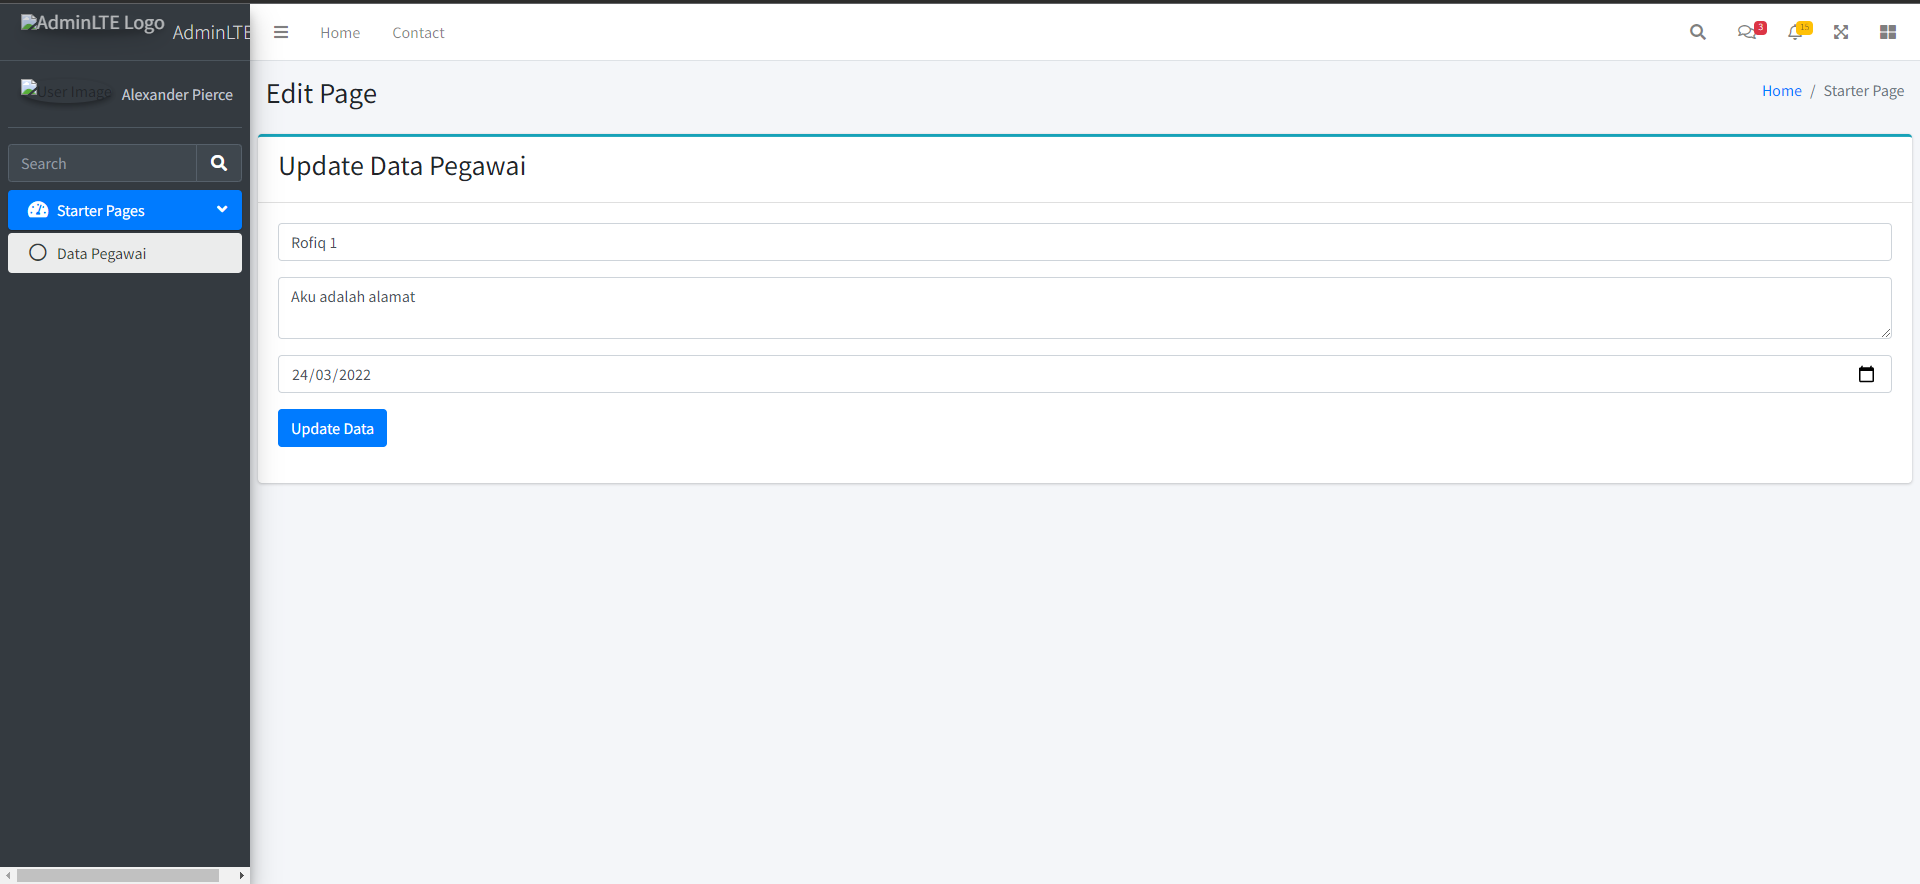 AdminLTE Logo
AdminLTE
Home
Contact
3
15
User Image
Alexander Pierce
Search
Starter Pages
Data Pegawai
Edit Page
Home / Starter Page
Update Data Pegawai
Rofiq 1
Aku adalah alamat
24/03/2022
Update Data